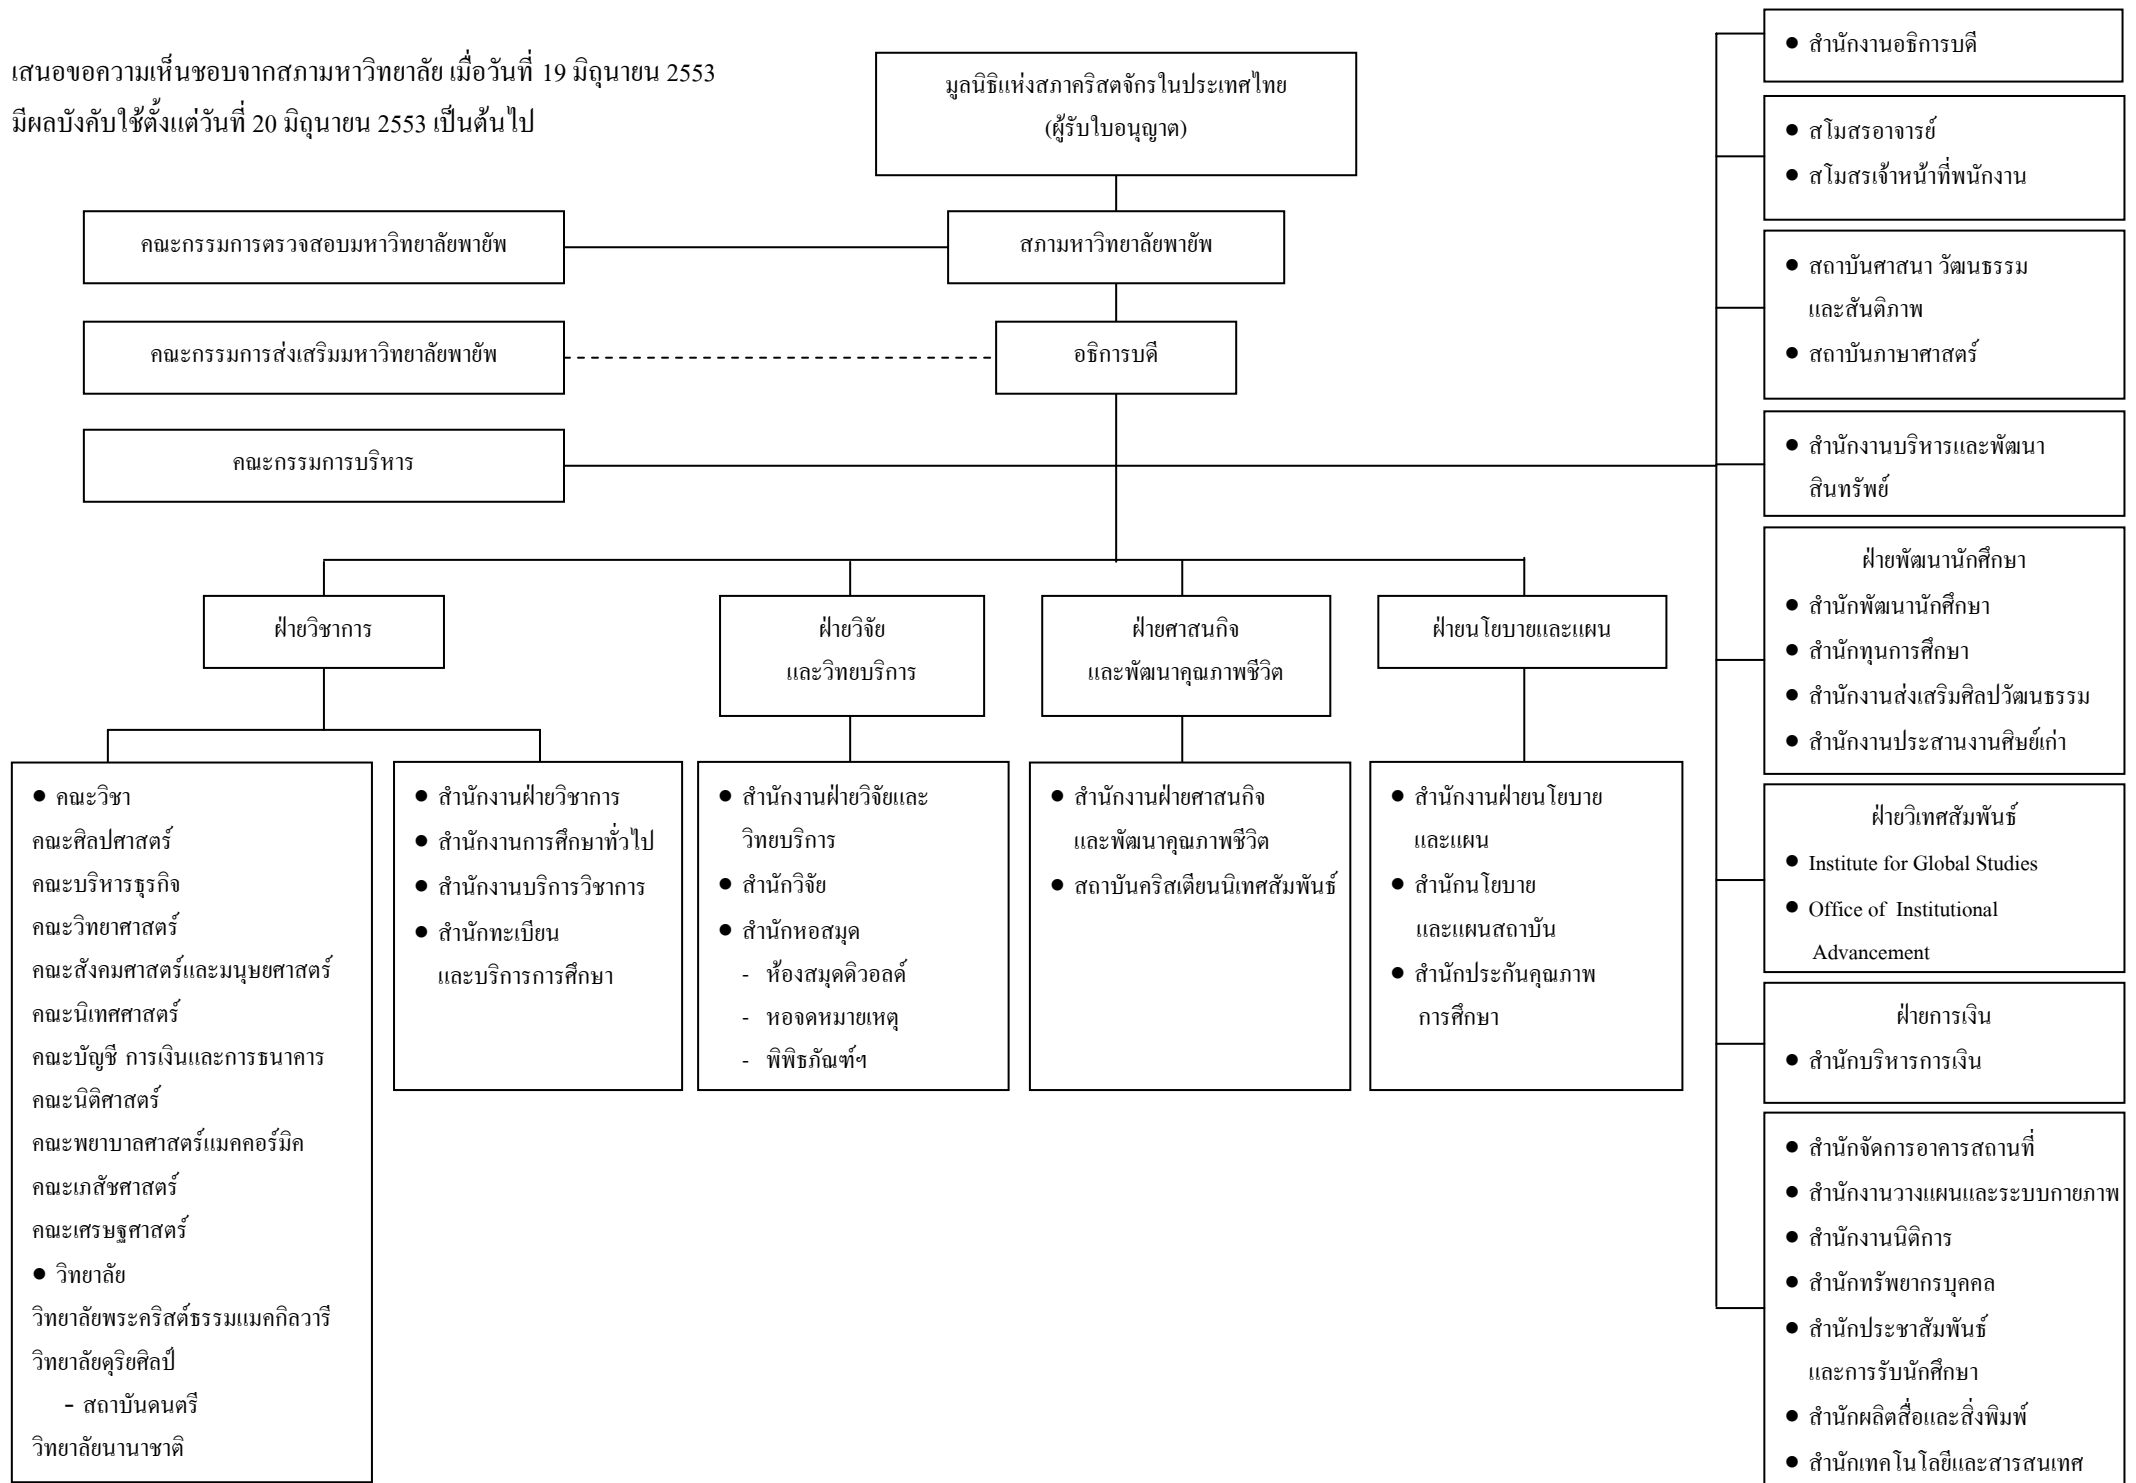 เสนอขอความเห็นชอบจากสภามหาวิทยาลัย เมื่อวันที่ 19 มิถุนายน 2553
มีผลบังคับใช้ตั้งแต่วันที่ 20 มิถุนายน 2553 เป็นต้นไป
มูลนิธิแห่งสภาคริสตจักรในประเทศไทย
(ผู้รับใบอนุญาต)
คณะกรรมการตรวจสอบมหาวิทยาลัยพายัพ
สภามหาวิทยาลัยพายัพ
คณะกรรมการส่งเสริมมหาวิทยาลัยพายัพ
อธิการบดี
คณะกรรมการบริหาร
ฝ่ายวิชาการ
ฝ่ายวิจัย
และวิทยบริการ
ฝ่ายศาสนกิจ
และพัฒนาคุณภาพชีวิต
ฝ่ายนโยบายและแผน
● คณะวิชา
คณะศิลปศาสตร์
คณะบริหารธุรกิจ
คณะวิทยาศาสตร์
คณะสังคมศาสตร์และมนุษยศาสตร์
คณะนิเทศศาสตร์
คณะบัญชี การเงินและการธนาคาร
คณะนิติศาสตร์
คณะพยาบาลศาสตร์แมคคอร์มิค
คณะเภสัชศาสตร์
คณะเศรษฐศาสตร์
● วิทยาลัย
วิทยาลัยพระคริสต์ธรรมแมคกิลวารี
วิทยาลัยดุริยศิลป์
- สถาบันดนตรี
วิทยาลัยนานาชาติ
● สำนักงานฝ่ายวิชาการ
● สำนักงานการศึกษาทั่วไป
● สำนักงานบริการวิชาการ
● สำนักทะเบียน
และบริการการศึกษา
● สำนักงานฝ่ายวิจัยและ
วิทยบริการ
● สำนักวิจัย
● สำนักหอสมุด
- ห้องสมุดคิวอลด์
- หอจดหมายเหตุ
- พิพิธภัณฑ์ฯ
● สำนักงานฝ่ายศาสนกิจ
และพัฒนาคุณภาพชีวิต
● สถาบันคริสเตียนนิเทศสัมพันธ์
● สำนักงานฝ่ายนโยบาย
และแผน
● สำนักนโยบาย
และแผนสถาบัน
● สำนักประกันคุณภาพ
การศึกษา
● สำนักงานอธิการบดี
● สโมสรอาจารย์
● สโมสรเจ้าหน้าที่พนักงาน
● สถาบันศาสนา วัฒนธรรม
และสันติภาพ
● สถาบันภาษาศาสตร์
● สำนักงานบริหารและพัฒนา
สินทรัพย์
ฝ่ายพัฒนานักศึกษา
● สำนักพัฒนานักศึกษา
● สำนักทุนการศึกษา
● สำนักงานส่งเสริมศิลปวัฒนธรรม
● สำนักงานประสานงานศิษย์เก่า
ฝ่ายวิเทศสัมพันธ์
● Institute for Global Studies
● Office of Institutional
Advancement
ฝ่ายการเงิน
● สำนักบริหารการเงิน
● สำนักจัดการอาคารสถานที่
● สำนักงานวางแผนและระบบกายภาพ
● สำนักงานนิติการ
● สำนักทรัพยากรบุคคล
● สำนักประชาสัมพันธ์
และการรับนักศึกษา
● สำนักผลิตสื่อและสิ่งพิมพ์
● สำนักเทคโนโลยีและสารสนเทศ